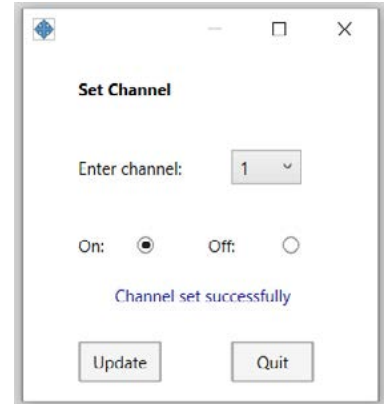 Set Channel
Enter channel: 1
On: Off:
Channel set successfully
Update Quit